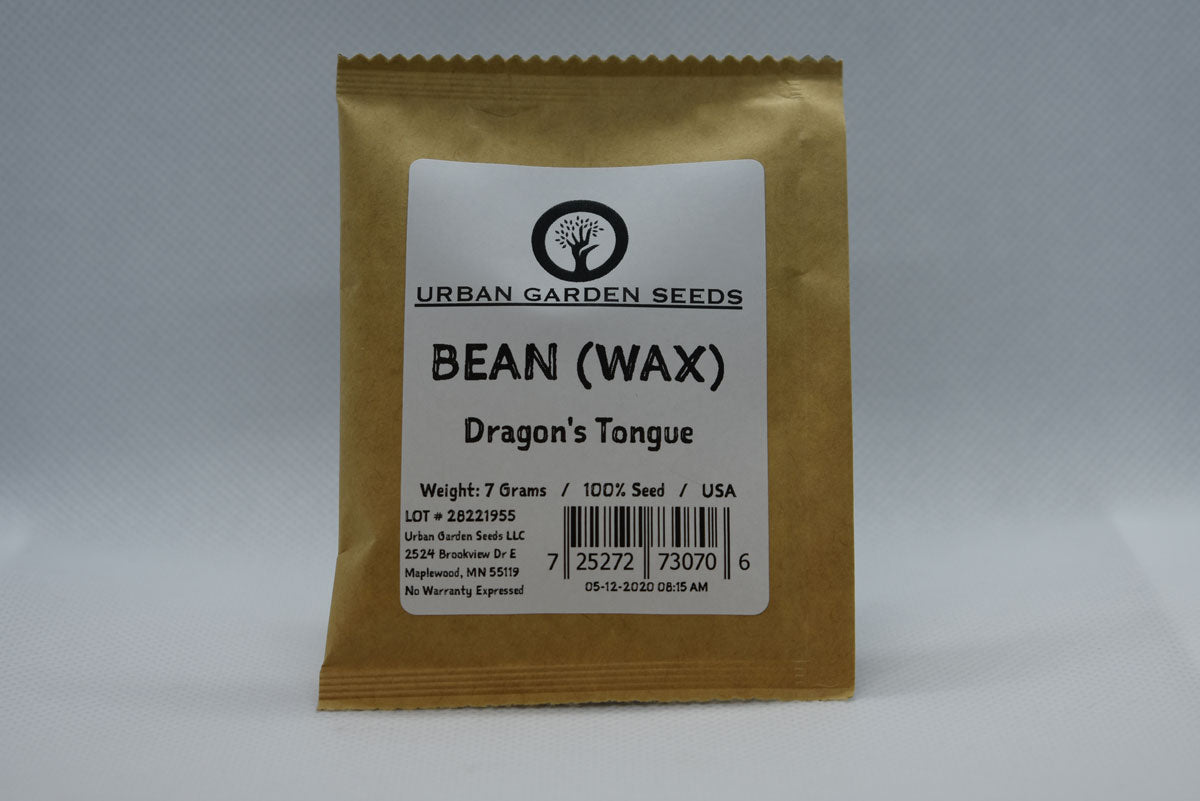 URBAN GARDEN SEEDS
BEAN (WAX)
Dragon's Tongue
Weight: 7 Grams / 100% Seed / USA
LOT # 28221955
Urban Garden Seeds LLC
2524 Brookview Dr E
Maplewood, MN 55119
No Warranty Expressed
7 25272 73070 6
05-12-2020 08:15 AM